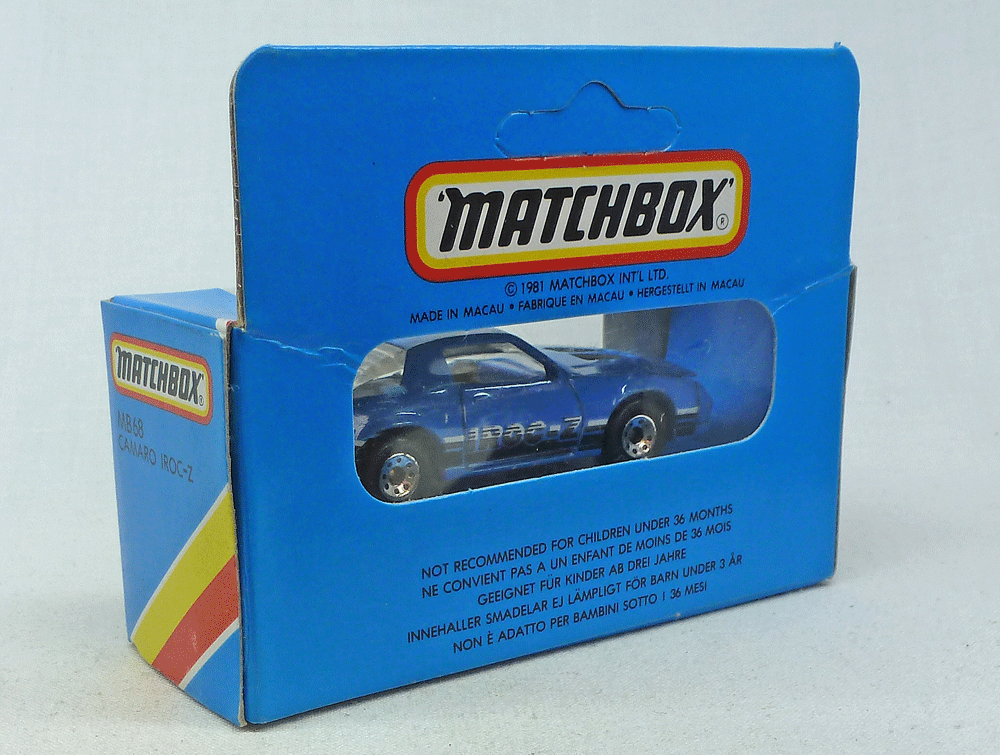 'MATCHBOX' ®
© 1981 MATCHBOX INT'L LTD.
MADE IN MACAU • FABRIQUE EN MACAU • HERGESTELLT IN MACAU
MATCHBOX ®
MB68
CAMARO IROC-Z
IROC-Z
NOT RECOMMENDED FOR CHILDREN UNDER 36 MONTHS
NE CONVIENT PAS A UN ENFANT DE MOINS DE 36 MOIS
GEEIGNET FÜR KINDER AB DREI JAHRE
INNEHALLER SMADELAR EJ LÄMPLIGT FÖR BARN UNDER 3 ÅR
NON È ADATTO PER BAMBINI SOTTO I 36 MESI